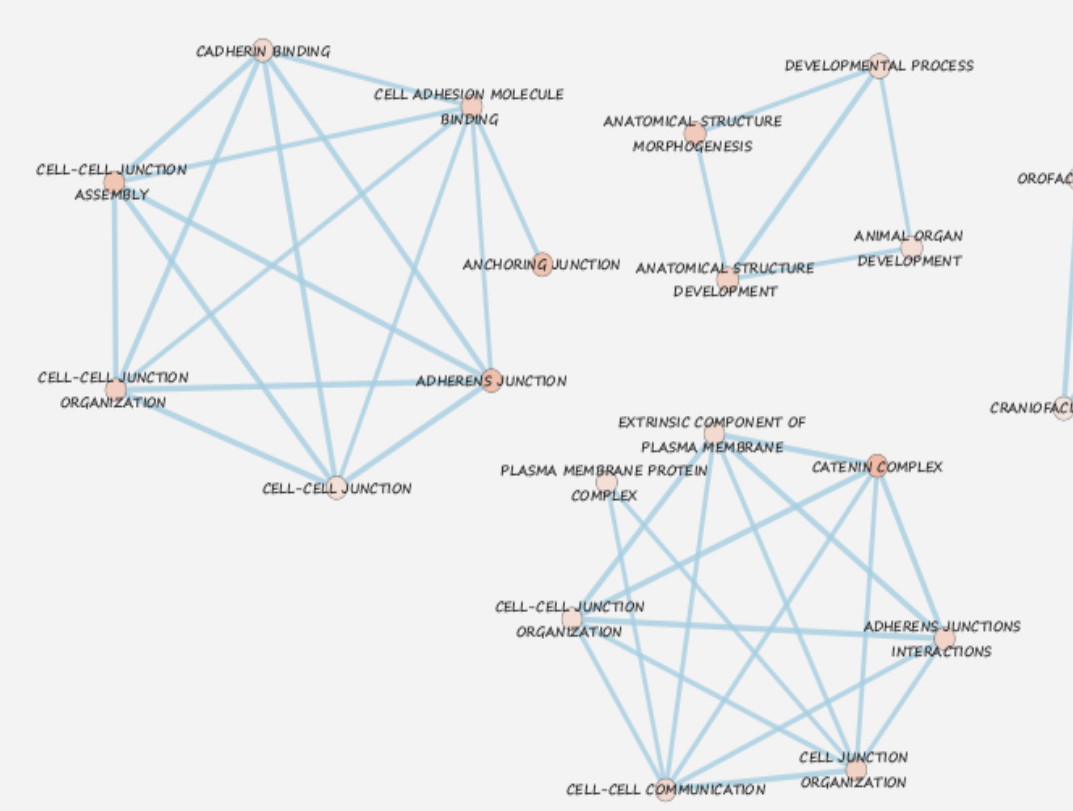 CADHERIN BINDING
CELL ADHESION MOLECULE
BINDING
CELL-CELL JUNCTION
ASSEMBLY
ANCHORING JUNCTION
CELL-CELL JUNCTION
ORGANIZATION
ADHERENS JUNCTION
CELL-CELL JUNCTION
DEVELOPMENTAL PROCESS
ANATOMICAL STRUCTURE
MORPHOGENESIS
ANIMAL ORGAN
DEVELOPMENT
ANATOMICAL STRUCTURE
DEVELOPMENT
OROFAC
CRANIOFACI
EXTRINSIC COMPONENT OF
PLASMA MEMBRANE
PLASMA MEMBRANE PROTEIN
COMPLEX
CATENIN COMPLEX
CELL-CELL JUNCTION
ORGANIZATION
ADHERENS JUNCTIONS
INTERACTIONS
CELL JUNCTION
ORGANIZATION
CELL-CELL COMMUNICATION